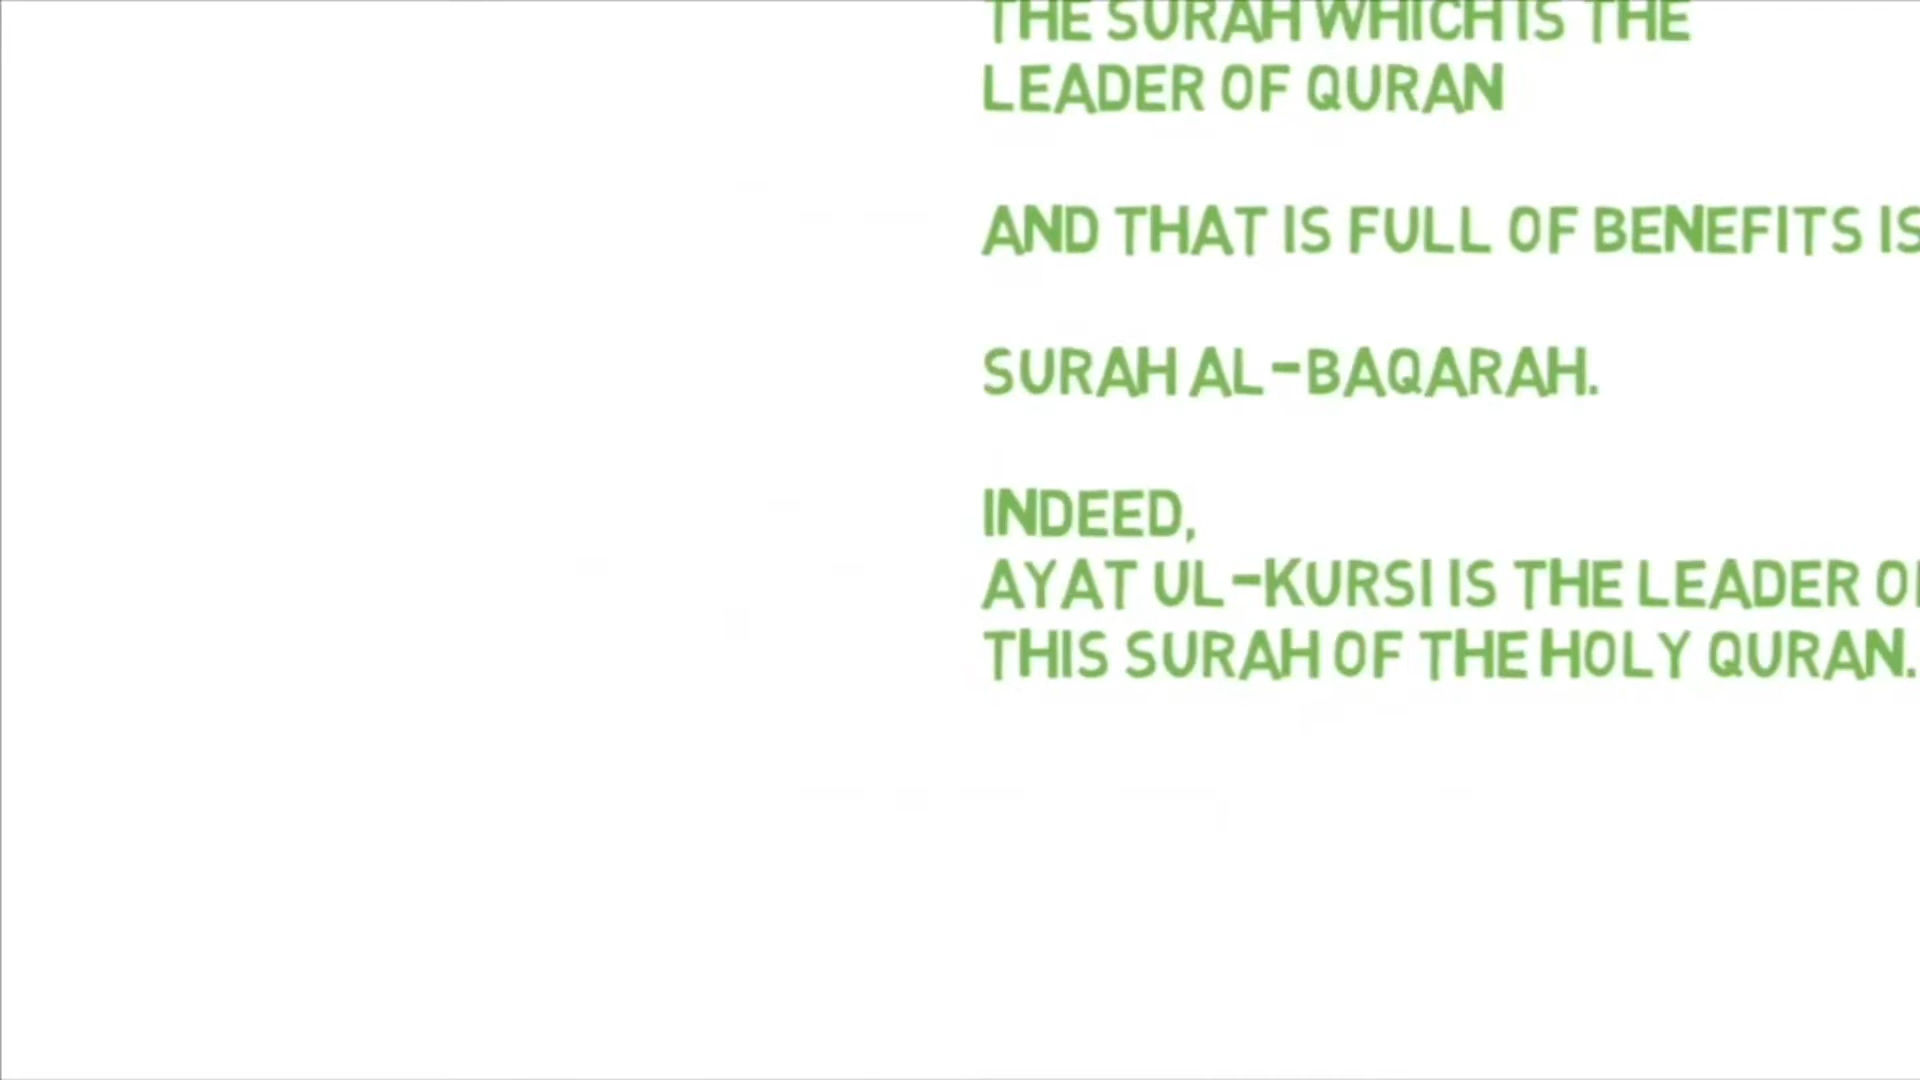 THE SURAH WHICH IS THE
LEADER OF QURAN
AND THAT IS FULL OF BENEFITS IS
SURAH AL-BAQARAH.
INDEED,
AYAT UL-KURSI IS THE LEADER OF
THIS SURAH OF THE HOLY QURAN.